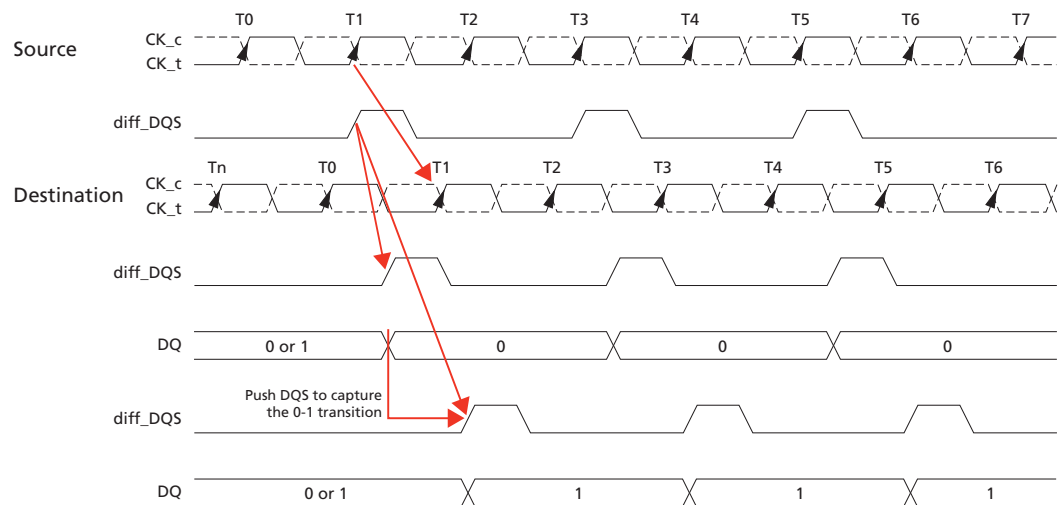 T0 T1 T2 T3 T4 T5 T6 T7
Source
CK_c
CK_t
diff_DQS
Tn T0 T1 T2 T3 T4 T5 T6
Destination
CK_c
CK_t
diff_DQS
DQ 0 or 1 0 0 0
Push DQS to capture
the 0-1 transition
diff_DQS
DQ 0 or 1 1 1 1